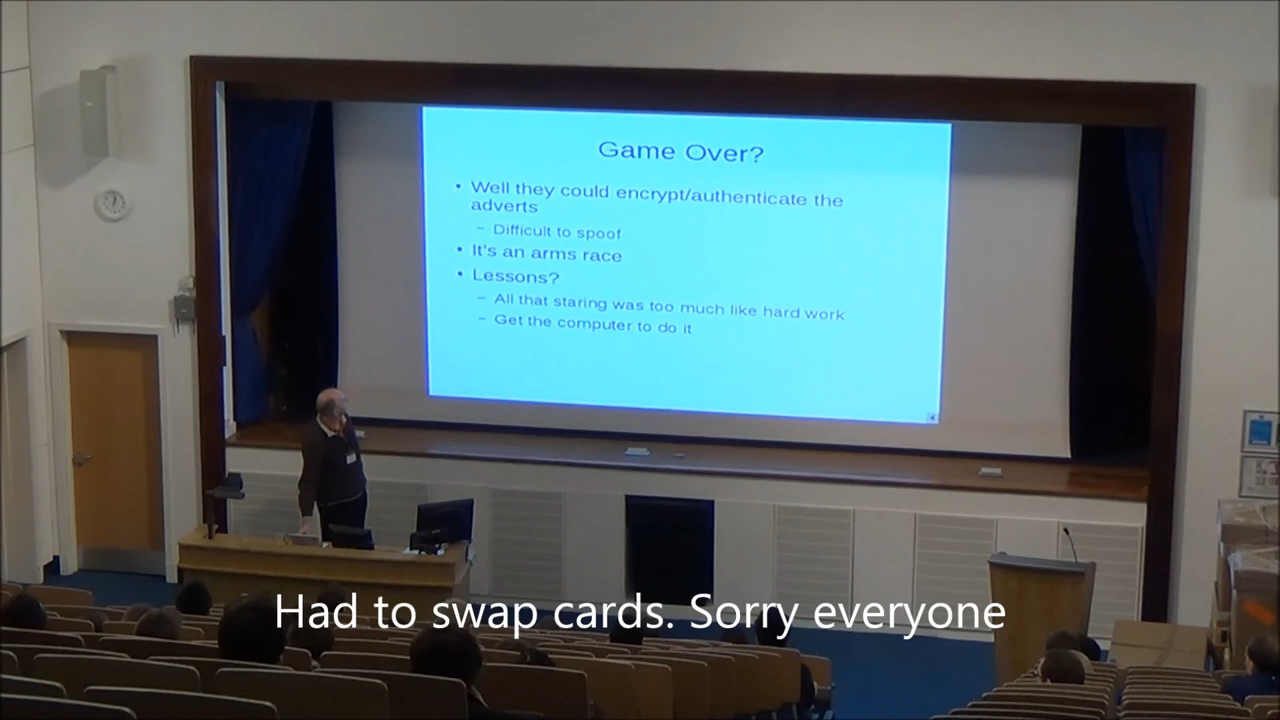 Game Over?
• Well they could encrypt/authenticate the
adverts
– Difficult to spoof
• It's an arms race
• Lessons?
– All that staring was too much like hard work
– Get the computer to do it
Had to swap cards. Sorry everyone